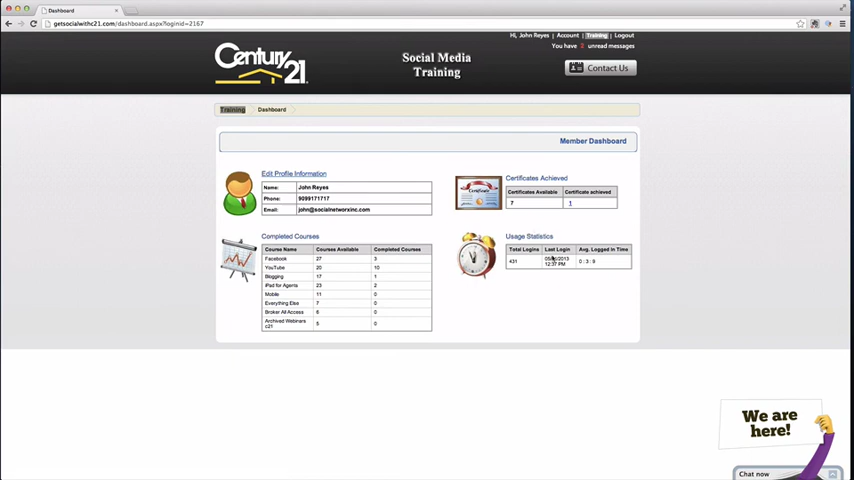 Dashboard
getsocialwithc21.com/dashboard.aspx?loginid=2167
Hi, John Reyes | Account | Training | Logout
You have 2 unread messages
Century 21
Social Media
Training
Contact Us
Training Dashboard
Member Dashboard
Edit Profile Information
Name: John Reyes
Phone: 9099171717
Email: john@socialnetworxinc.com
Certificates Achieved
Certificates Available Certificate achieved
7 1
Completed Courses
Course Name Courses Available Completed Courses
Facebook 27 3
YouTube 20 10
Blogging 17 1
iPad for Agents 23 2
Mobile 11 0
Everything Else 7 0
Broker All Access 6 0
Archived Webinars
c21 5 0
Usage Statistics
Total Logins Last Login Avg. Logged In Time
431 12:37 PM 0 : 3 : 9
Certificate
We are
here!
Chat now